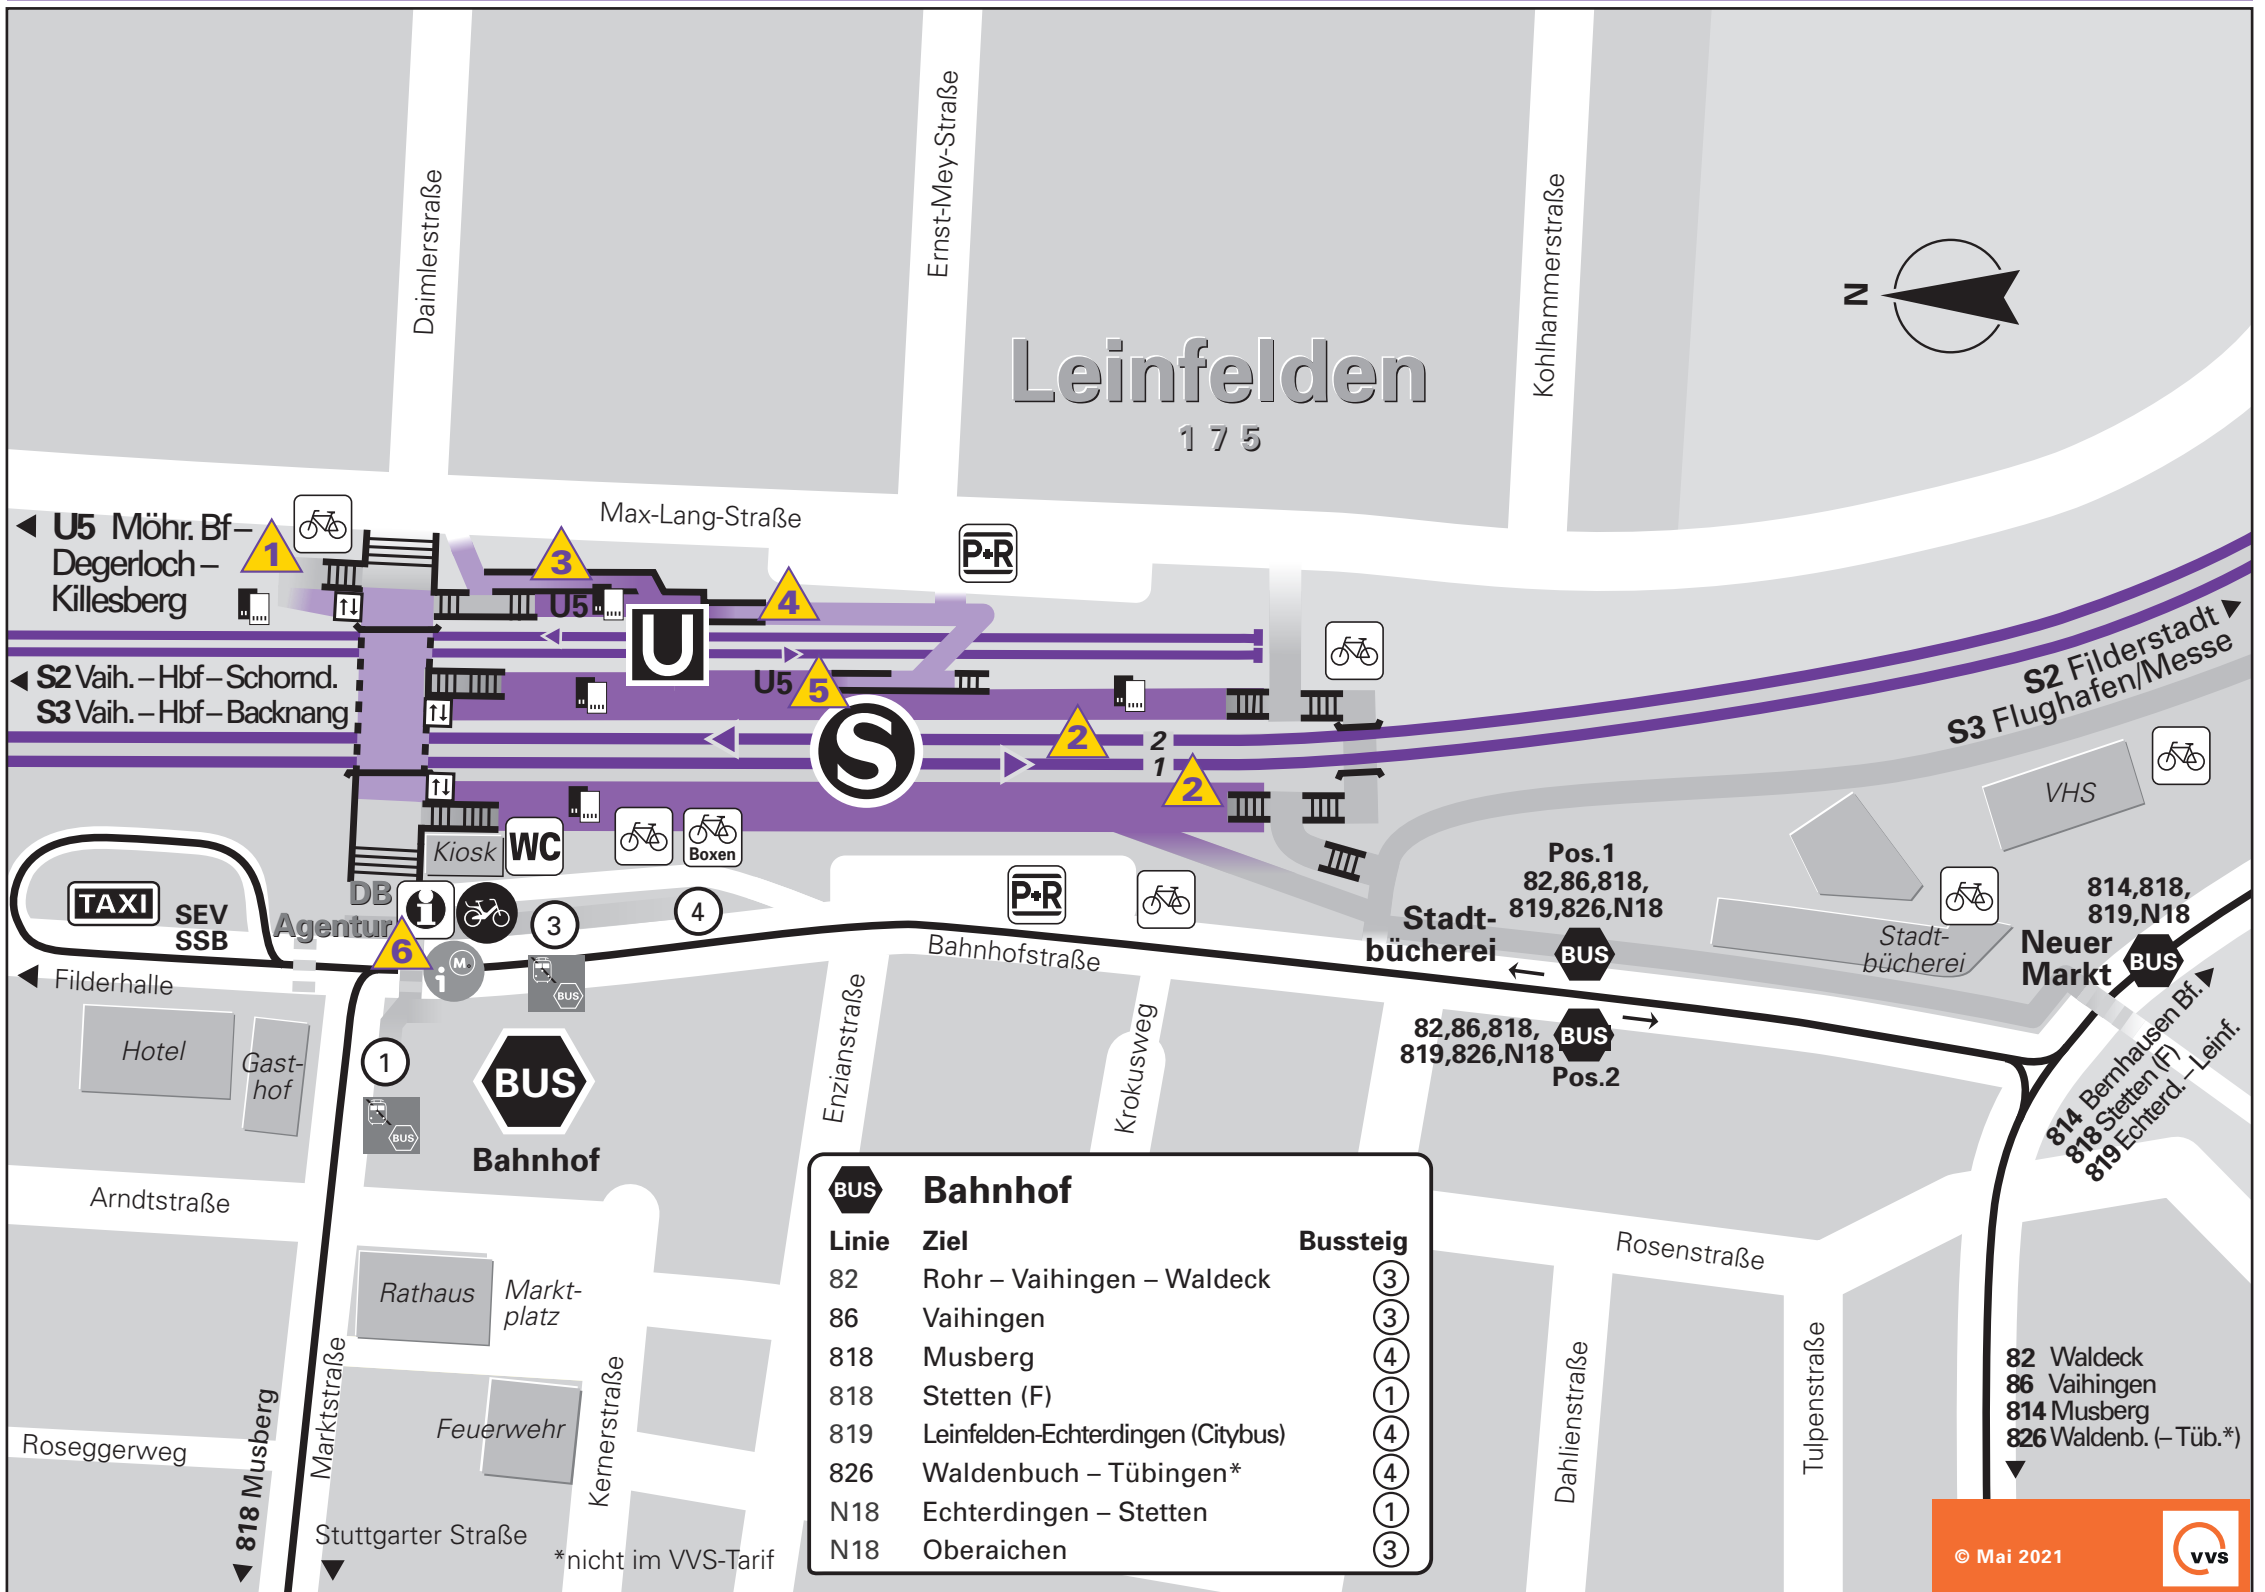 Daimlerstraße
Ernst-Mey-Straße
Kohlhammerstraße
N
Leinfelden
175
Max-Lang-Straße
U5 Möhr. Bf –
Degerloch –
Killesberg
1
3
4
P+R
U5
U
S2 Vaih. – Hbf – Schornd.
S3 Vaih. – Hbf – Backnang
U5
5
S
2
2
2
1
S2 Filderstadt
S3 Flughafen/Messe
VHS
Kiosk
WC
Boxen
TAXI
SEV
SSB
DB
Agentur
i
6
i
M.
3
4
BUS
P+R
Bahnhofstraße
Stadt-
bücherei
Pos.1
82,86,818,
819,826,N18
BUS
82,86,818,
819,826,N18
BUS
Pos.2
Stadt-
bücherei
814,818,
819,N18
Neuer
Markt
BUS
814 Bernhausen Bf.
818 Stetten (F)
819 Echterd. – Leinf.
Filderhalle
Hotel
Gast-
hof
1
BUS
BUS
Bahnhof
Enzianstraße
Krokusweg
Arndtstraße
Rathaus
Markt-
platz
Feuerwehr
Marktstraße
Kernerstraße
Roseggerweg
818 Musberg
Stuttgarter Straße
*nicht im VVS-Tarif
BUS Bahnhof
Linie Ziel Bussteig
82 Rohr – Vaihingen – Waldeck 3
86 Vaihingen 3
818 Musberg 4
818 Stetten (F) 1
819 Leinfelden-Echterdingen (Citybus) 4
826 Waldenbuch – Tübingen* 4
N18 Echterdingen – Stetten 1
N18 Oberaichen 3
Rosenstraße
Dahlienstraße
Tulpenstraße
82 Waldeck
86 Vaihingen
814 Musberg
826 Waldenb. (– Tüb.*)
© Mai 2021
vvs